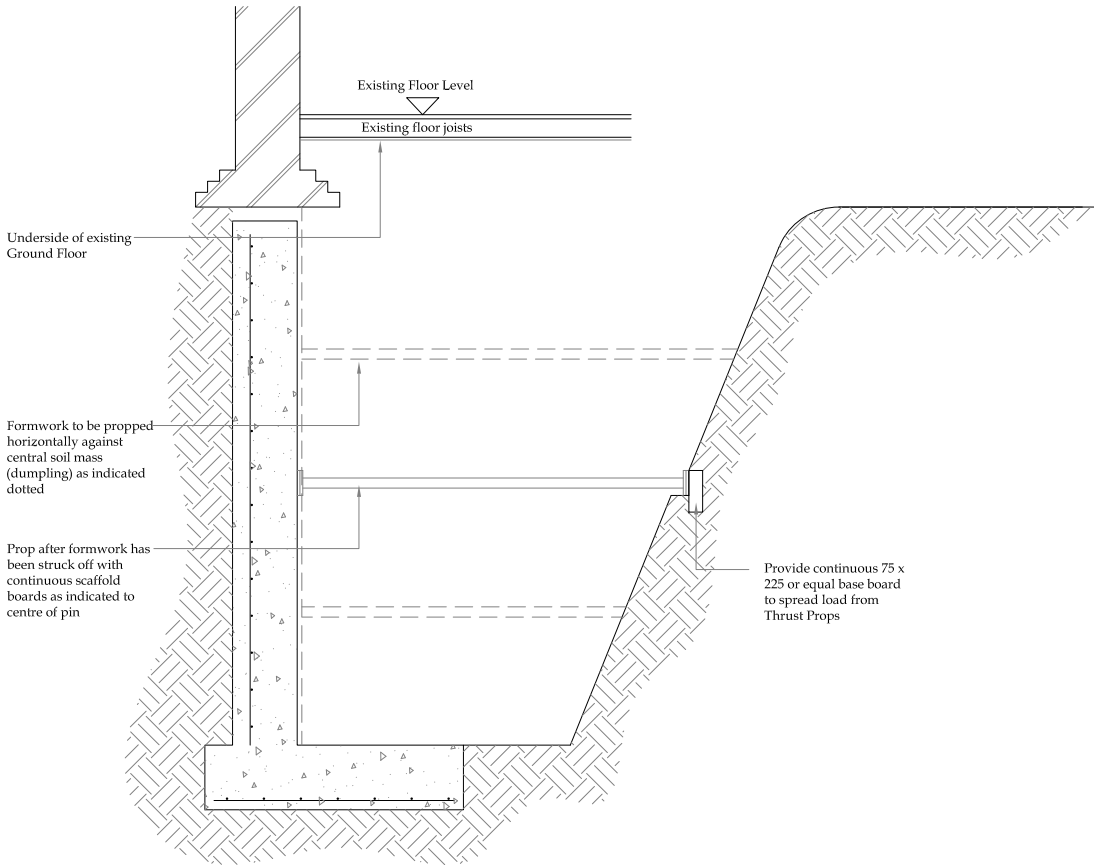 Existing Floor Level
Existing floor joists
Underside of existing
Ground Floor
Formwork to be propped
horizontally against
central soil mass
(dumpling) as indicated
dotted
Prop after formwork has
been struck off with
continuous scaffold
boards as indicated to
centre of pin
Provide continuous 75 x
225 or equal base board
to spread load from
Thrust Props